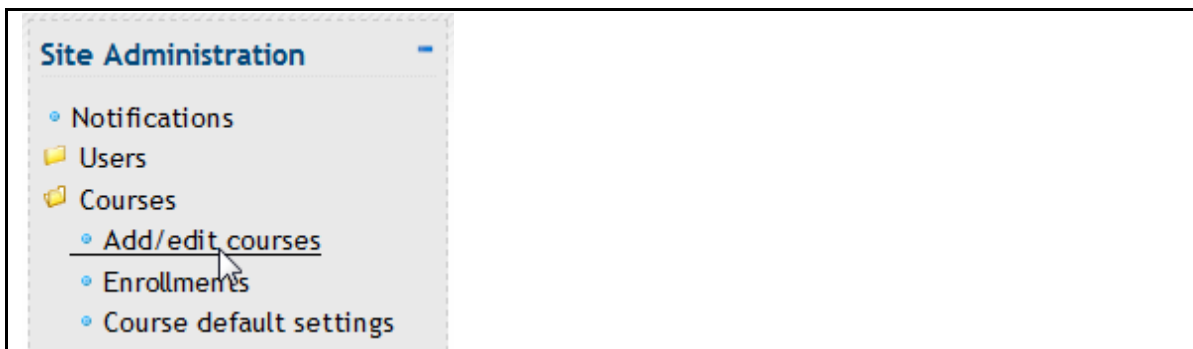 Site Administration
Notifications
Users
Courses
Add/edit courses
Enrollments
Course default settings